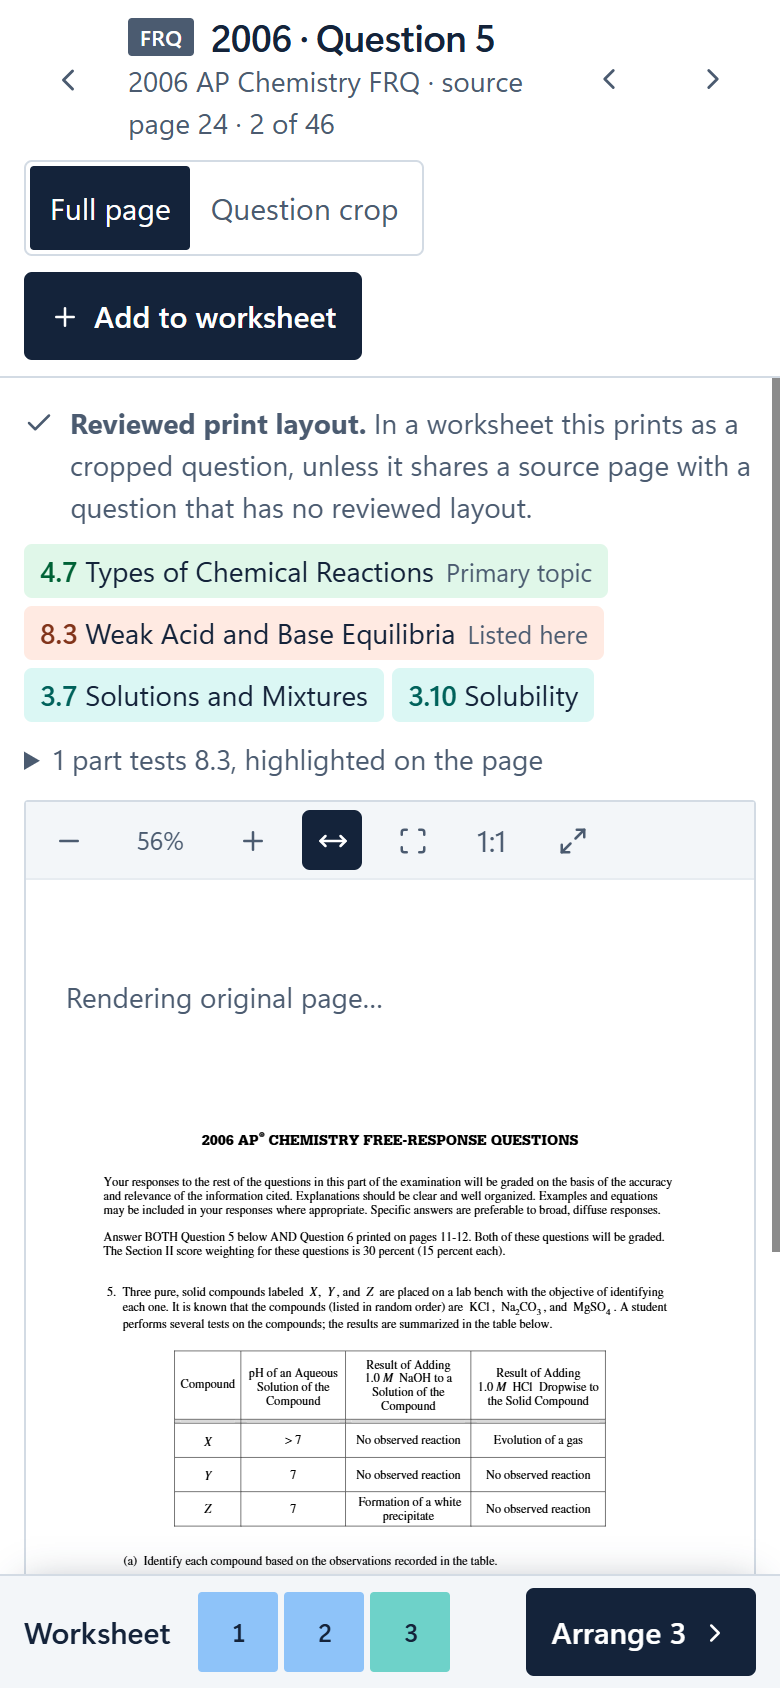 FRQ 2006 · Question 5
2006 AP Chemistry FRQ · source
page 24 · 2 of 46
Full page Question crop
+ Add to worksheet
Reviewed print layout. In a worksheet this prints as a
cropped question, unless it shares a source page with a
question that has no reviewed layout.
4.7 Types of Chemical Reactions Primary topic
8.3 Weak Acid and Base Equilibria Listed here
3.7 Solutions and Mixtures 3.10 Solubility
1 part tests 8.3, highlighted on the page
56% 1:1
Rendering original page...
2006 AP® CHEMISTRY FREE-RESPONSE QUESTIONS
Your responses to the rest of the questions in this part of the examination will be graded on the basis of the accuracy
and relevance of the information cited. Explanations should be clear and well organized. Examples and equations
may be included in your responses where appropriate. Specific answers are preferable to broad, diffuse responses.
Answer BOTH Question 5 below AND Question 6 printed on pages 11-12. Both of these questions will be graded.
The Section II score weighting for these questions is 30 percent (15 percent each).
5. Three pure, solid compounds labeled X, Y, and Z are placed on a lab bench with the objective of identifying
each one. It is known that the compounds (listed in random order) are KCl, Na₂CO₃, and MgSO₄. A student
performs several tests on the compounds; the results are summarized in the table below.
Compound
pH of an Aqueous
Solution of the
Compound
Result of Adding
1.0 M NaOH to a
Solution of the
Compound
Result of Adding
1.0 M HCl Dropwise to
the Solid Compound
X > 7 No observed reaction Evolution of a gas
Y 7 No observed reaction No observed reaction
Z 7 Formation of a white
precipitate No observed reaction
(a) Identify each compound based on the observations recorded in the table.
Worksheet 1 2 3 Arrange 3